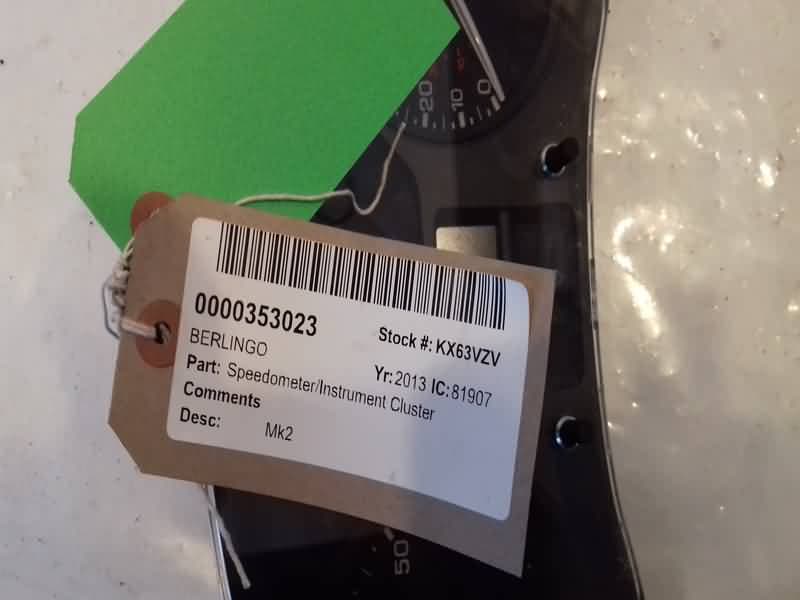 20
10
0
0000353023
Stock #: KX63VZV
BERLINGO
Yr: 2013 IC: 81907
Part: Speedometer/Instrument Cluster
Comments
Desc: Mk2
50